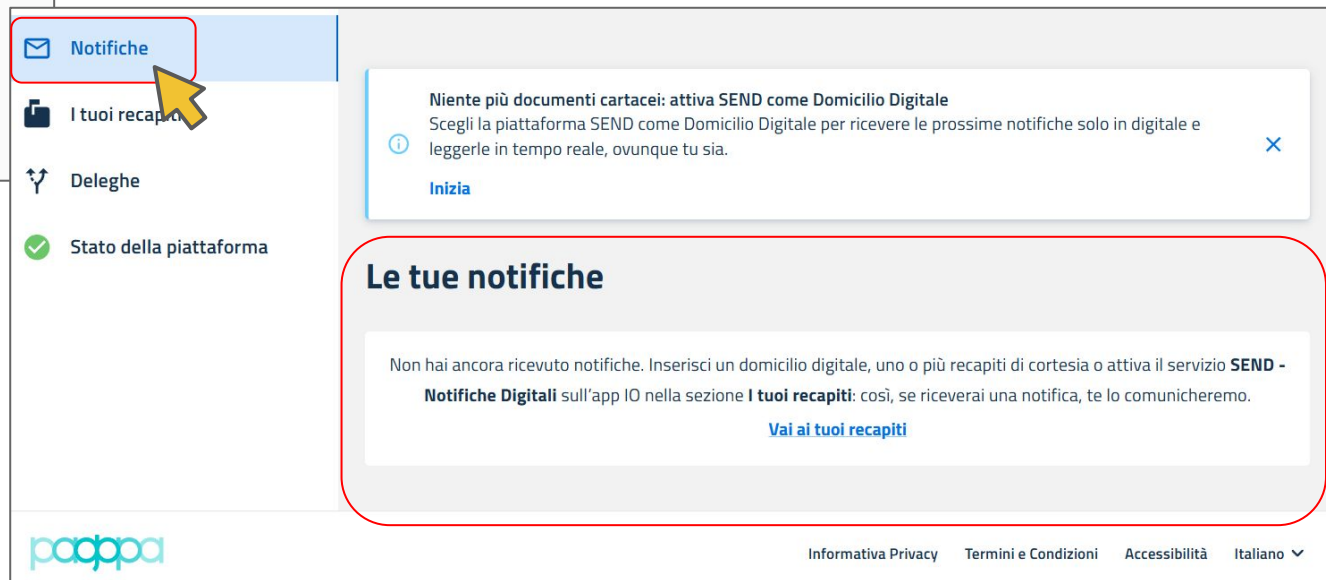 Notifiche
I tuoi recapiti
Deleghe
Stato della piattaforma
Niente più documenti cartacei: attiva SEND come Domicilio Digitale
Scegli la piattaforma SEND come Domicilio Digitale per ricevere le prossime notifiche solo in digitale e
leggerle in tempo reale, ovunque tu sia.
Inizia
Le tue notifiche
Non hai ancora ricevuto notifiche. Inserisci un domicilio digitale, uno o più recapiti di cortesia o attiva il servizio SEND -
Notifiche Digitali sull'app IO nella sezione I tuoi recapiti: così, se riceverai una notifica, te lo comunicheremo.
Vai ai tuoi recapiti
pagopa
Informativa Privacy Termini e Condizioni Accessibilità Italiano